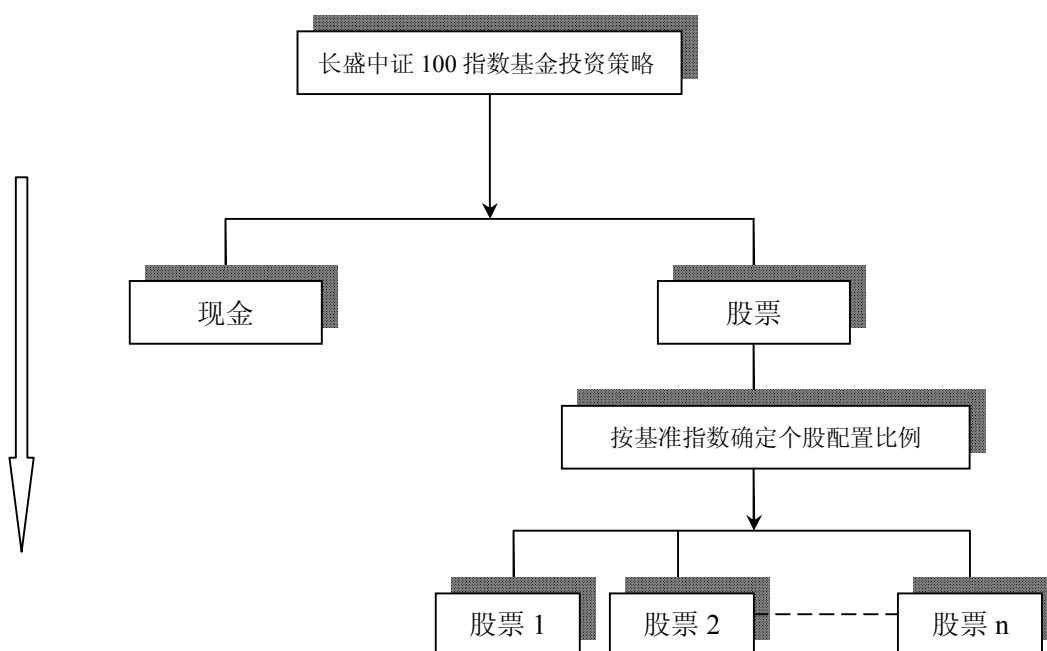 长盛中证 100 指数基金投资策略
现金
股票
按基准指数确定个股配置比例
股票 1
股票 2
股票 n